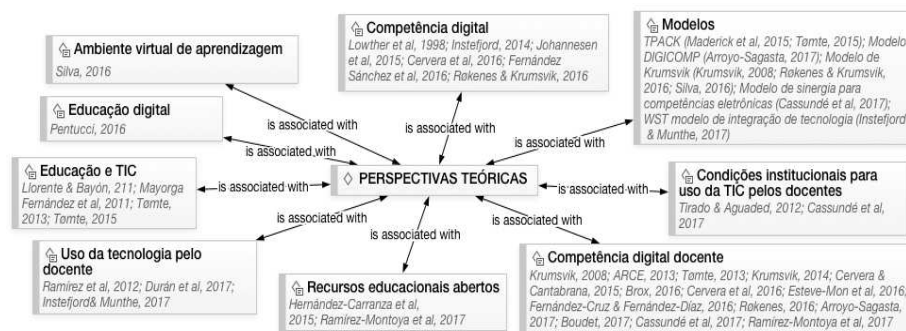 Ambiente virtual de aprendizagem
Silva, 2016
Competência digital
Lowther et al, 1998; Instefjord, 2014; Johannesen
et al, 2015; Cervera et al, 2016; Fernández
Sánchez et al, 2016; Røkenes & Krumsvik, 2016
Modelos
TPACK (Maderick et al, 2015; Tømte, 2015); Modelo
DIGICOMP (Arroyo-Sagasta, 2017); Modelo de
Krumsvik (Krumsvik, 2008; Røkenes & Krumsvik,
2016; Silva, 2016); Modelo de sinergia para
competências eletrônicas (Cassundé et al, 2017);
WST modelo de integração de tecnologia (Instefjord
& Munthe, 2017)
Educação digital
Pentucci, 2016
is associated with
is associated with
is associated with
is associated with
Educação e TIC
Llorente & Bayón, 211; Mayorga
Fernández et al, 2011; Tømte,
2013; Tømte, 2015
is associated with
PERSPECTIVAS TEÓRICAS
is associated with
Condições institucionais para
uso da TIC pelos docentes
Tirado & Aguaded, 2012; Cassundé et al,
2017
is associated with
is associated with
is associated with
Uso da tecnologia pelo
docente
Ramírez et al, 2012; Durán et al, 2017;
Instefjord& Munthe, 2017
Recursos educacionais abertos
Hernández-Carranza et al,
2015; Ramírez-Montoya et al, 2017
Competência digital docente
Krumsvik, 2008; ARCE, 2013; Tømte, 2013; Krumsvik, 2014; Cervera &
Cantabrana, 2015; Brox, 2016; Cervera et al, 2016; Esteve-Mon et al, 2016;
Fernández-Cruz & Fernández-Díaz, 2016; Røkenes, 2016; Arroyo-Sagasta,
2017; Boudet, 2017; Cassundé et al, 2017; Ramírez-Montoya et al, 2017